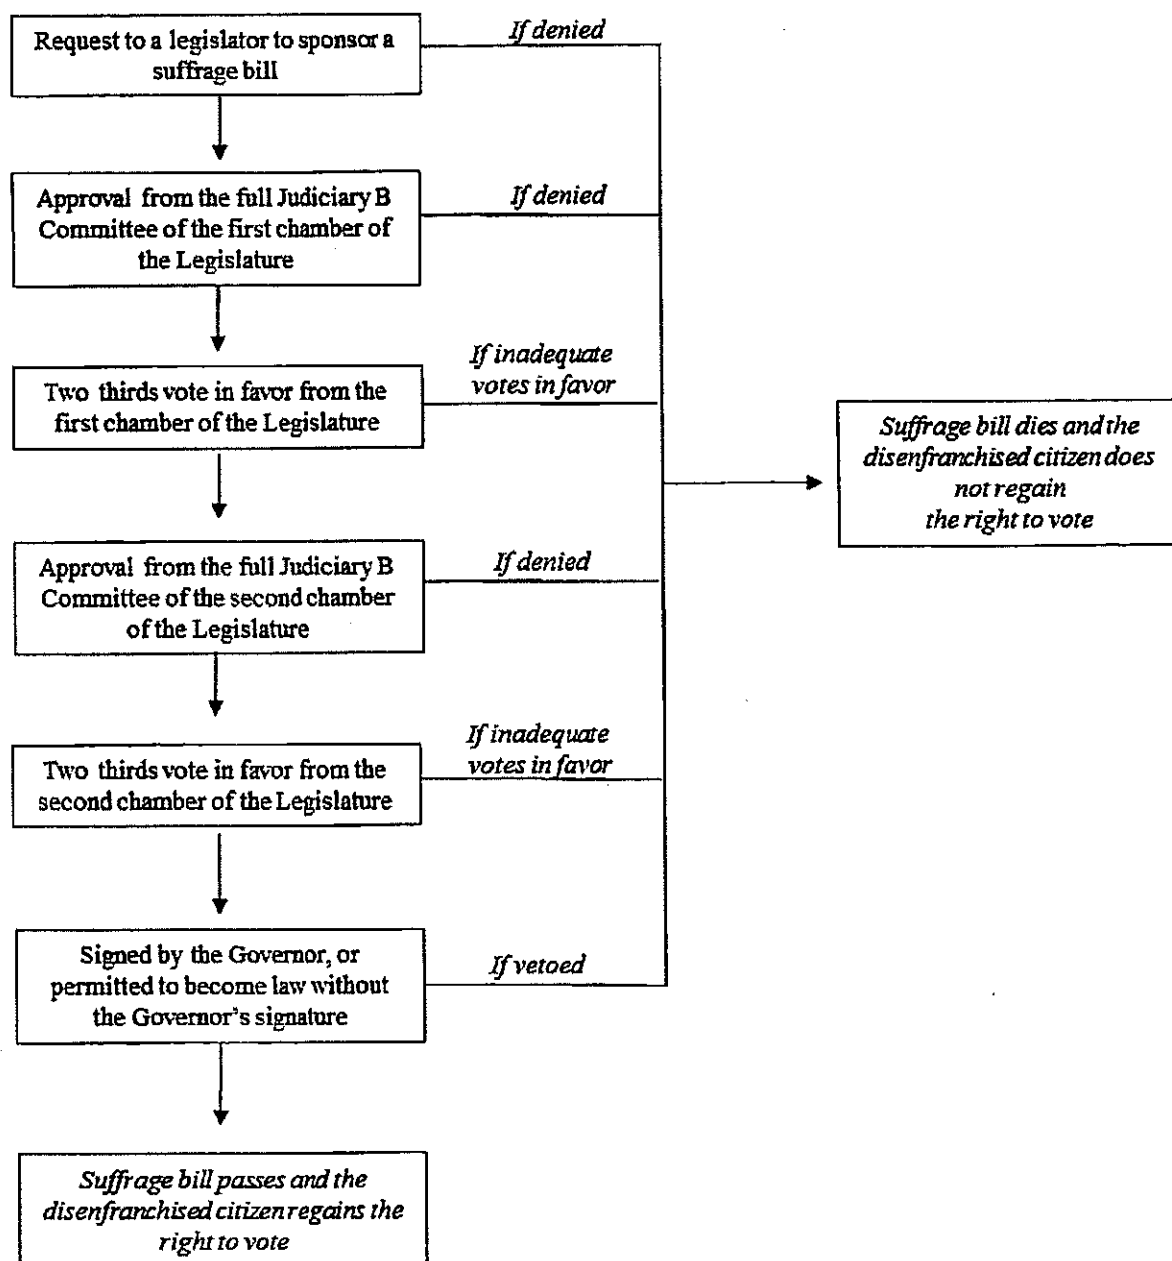 Request to a legislator to sponsor a
suffrage bill
If denied
Approval from the full Judiciary B
Committee of the first chamber of
the Legislature
If denied
Two thirds vote in favor from the
first chamber of the Legislature
If inadequate
votes in favor
Suffrage bill dies and the
disenfranchised citizen does
not regain
the right to vote
Approval from the full Judiciary B
Committee of the second chamber
of the Legislature
If denied
Two thirds vote in favor from the
second chamber of the Legislature
If inadequate
votes in favor
Signed by the Governor, or
permitted to become law without
the Governor's signature
If vetoed
Suffrage bill passes and the
disenfranchised citizen regains the
right to vote